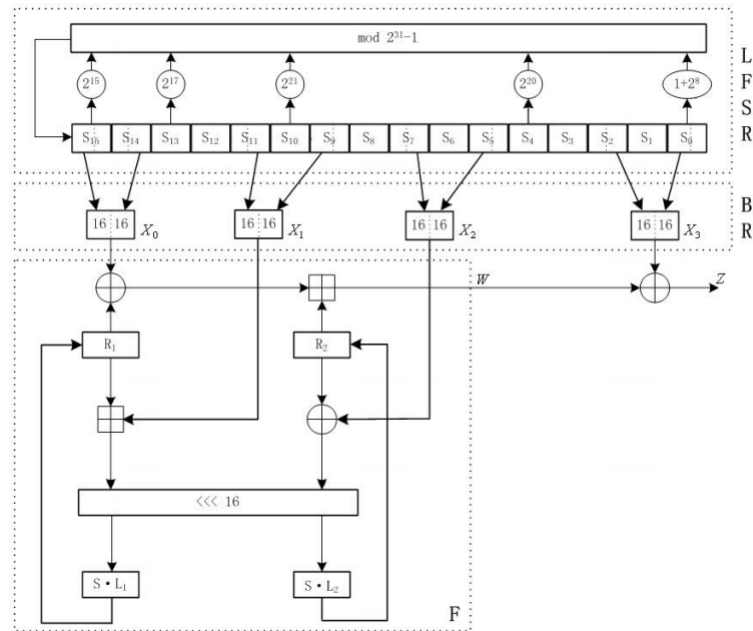 mod 2³¹-1
2¹⁵ 2¹⁷ 2²¹ 2²⁰ 1+2⁸
S₁₅ S₁₄ S₁₃ S₁₂ S₁₁ S₁₀ S₉ S₈ S₇ S₆ S₅ S₄ S₃ S₂ S₁ S₀
L
F
S
R
16 16 X₀ 16 16 X₁ 16 16 X₂ 16 16 X₃
B
R
W Z
R₁ R₂
<<< 16
S·L₁ S·L₂
F